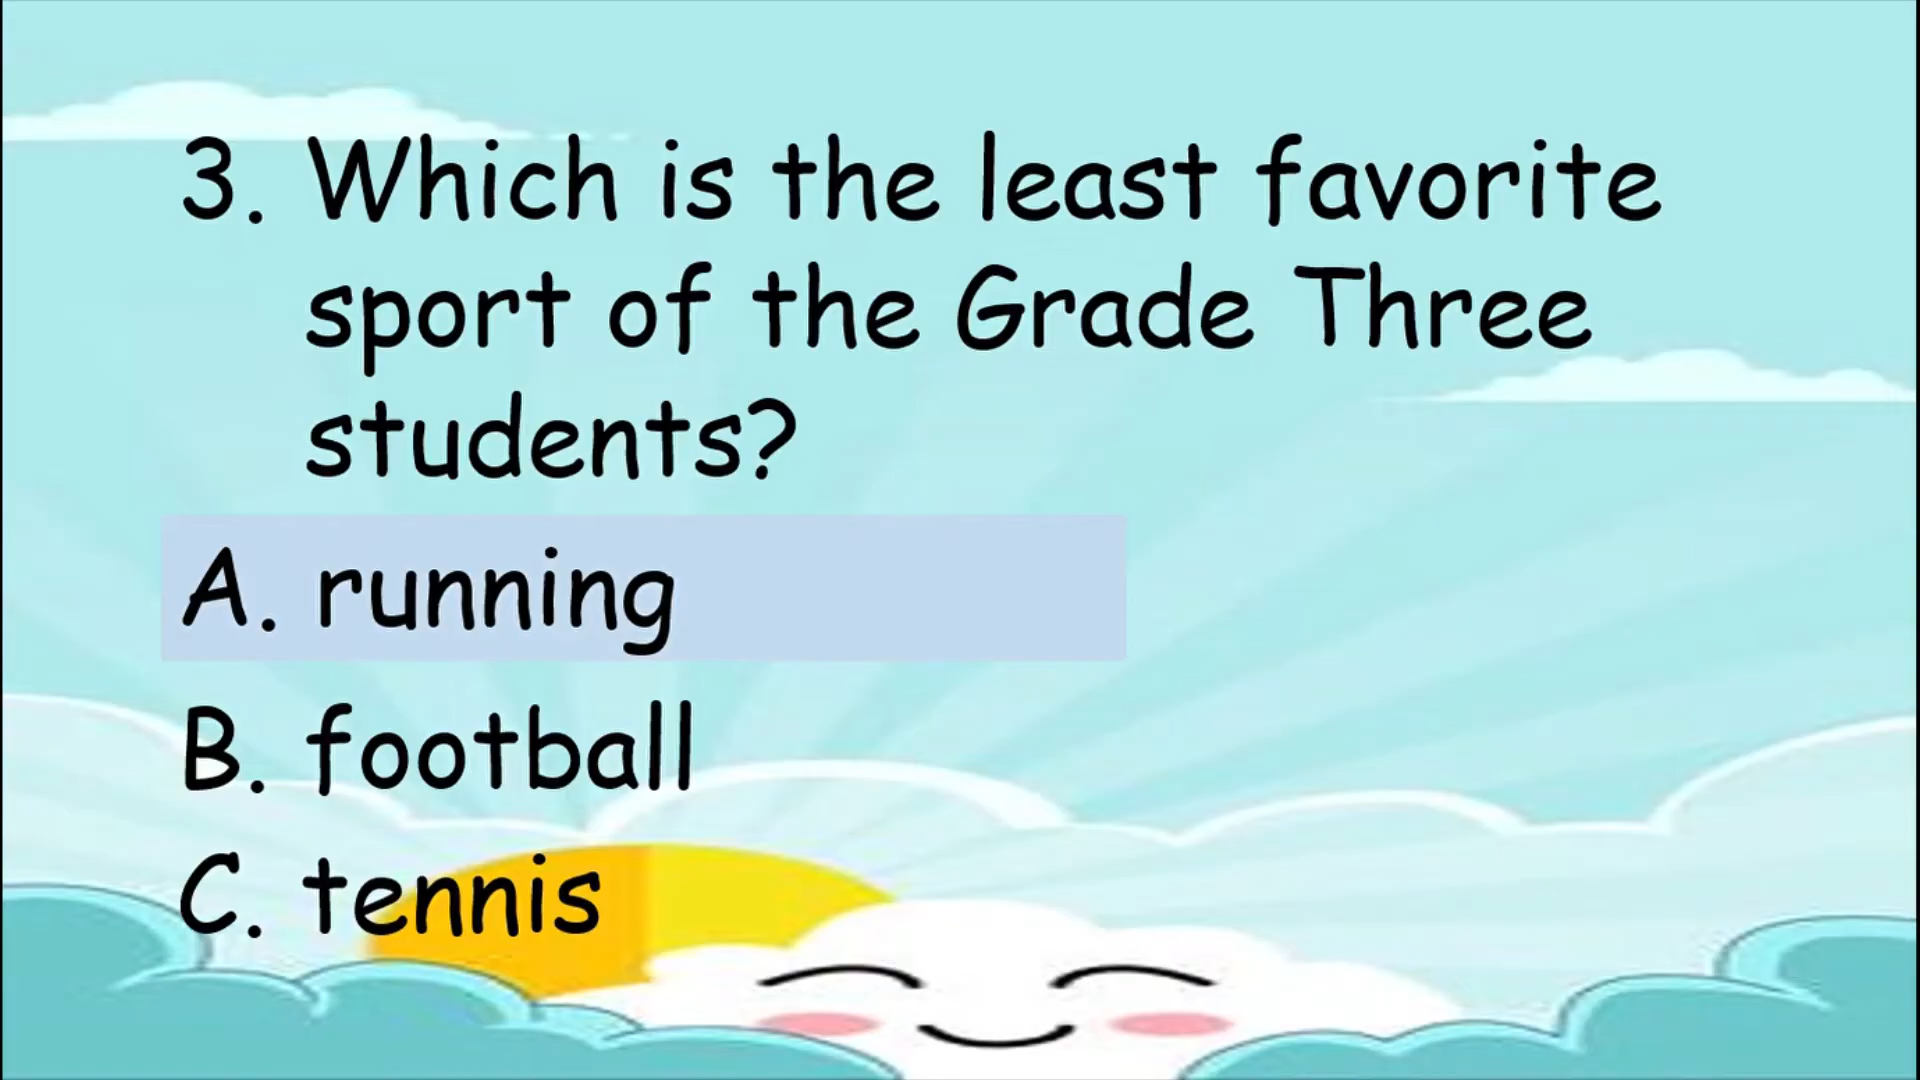 3. Which is the least favorite
sport of the Grade Three
students?
A. running
B. football
C. tennis